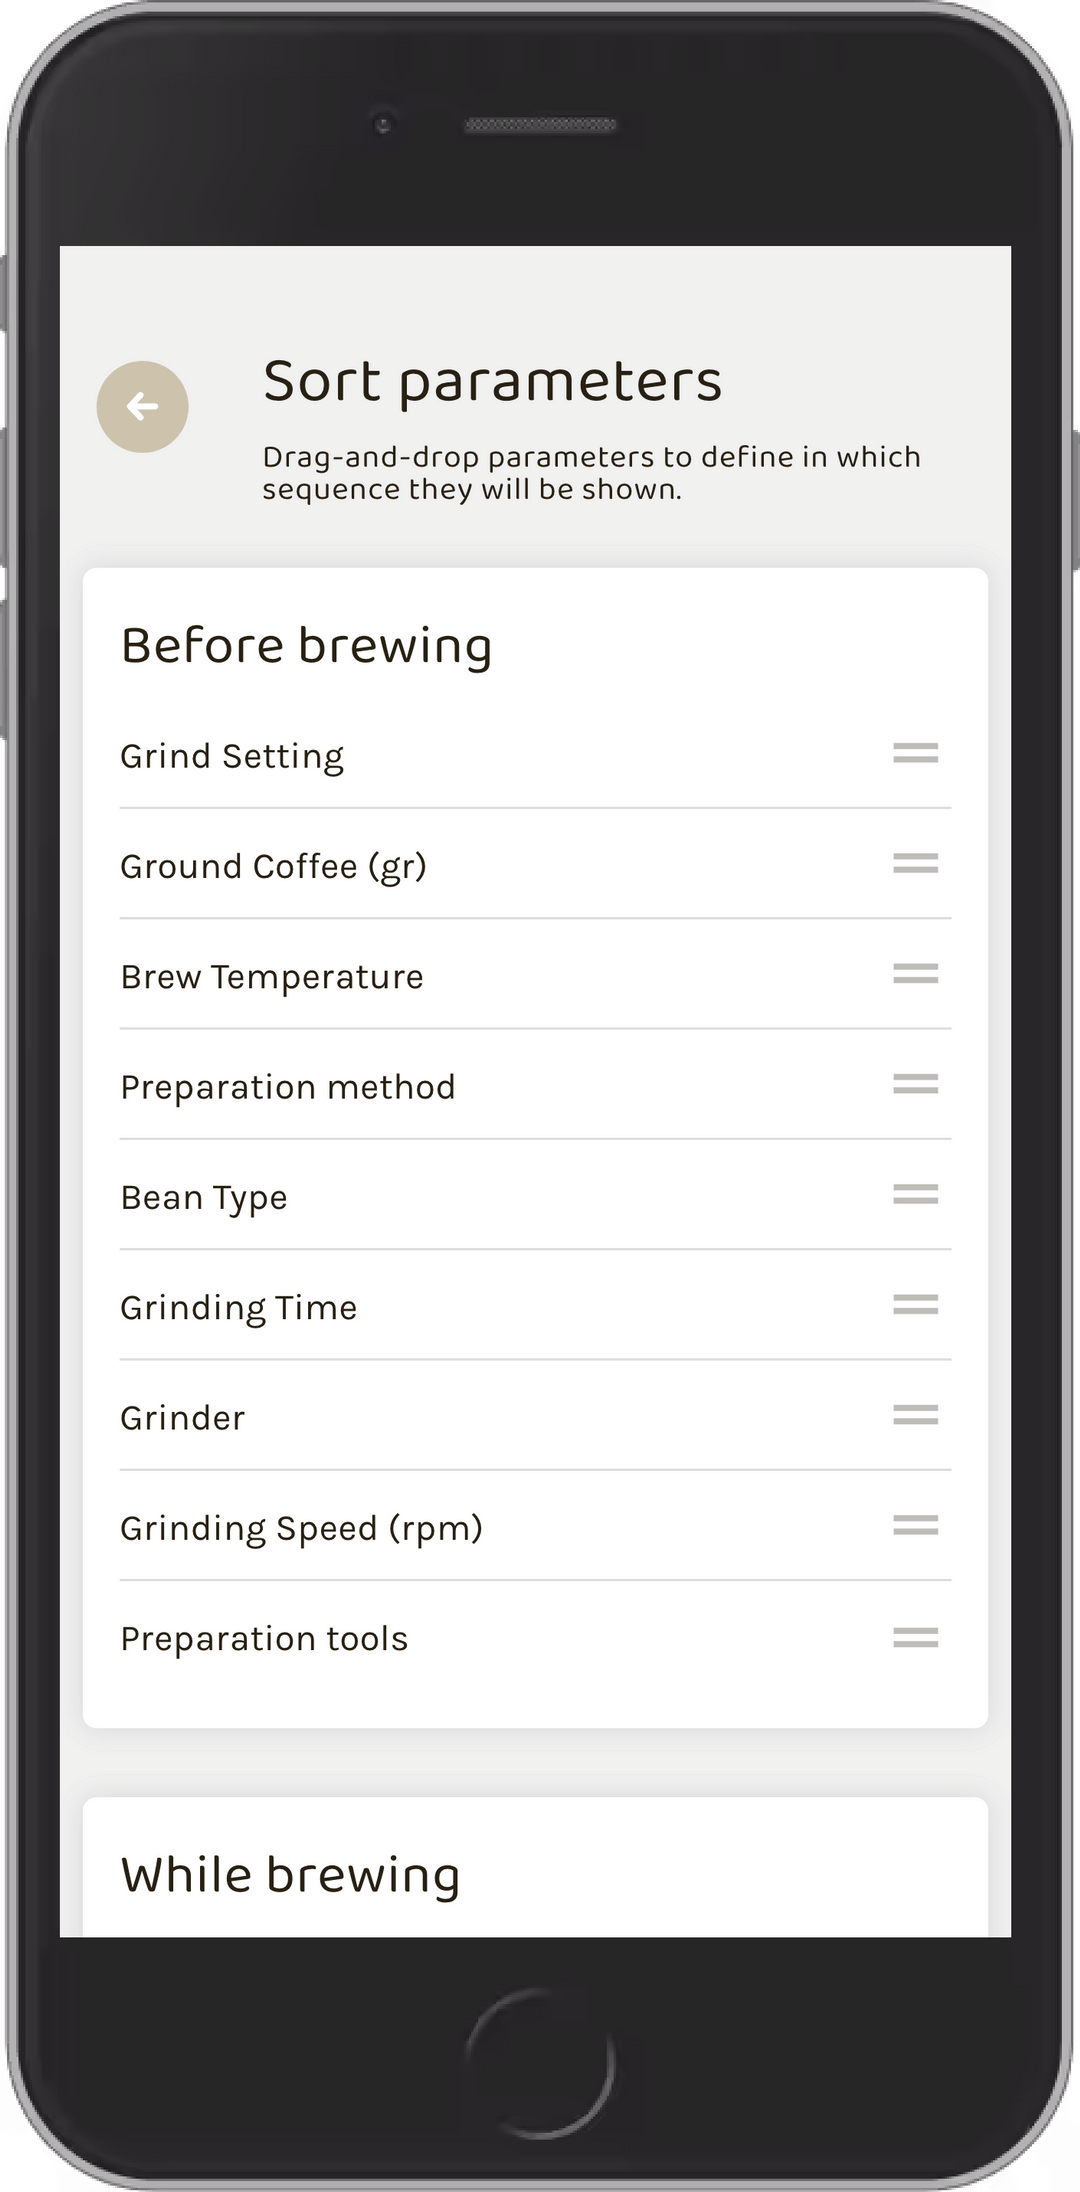 Sort parameters
Drag-and-drop parameters to define in which
sequence they will be shown.
Before brewing
Grind Setting
Ground Coffee (gr)
Brew Temperature
Preparation method
Bean Type
Grinding Time
Grinder
Grinding Speed (rpm)
Preparation tools
While brewing